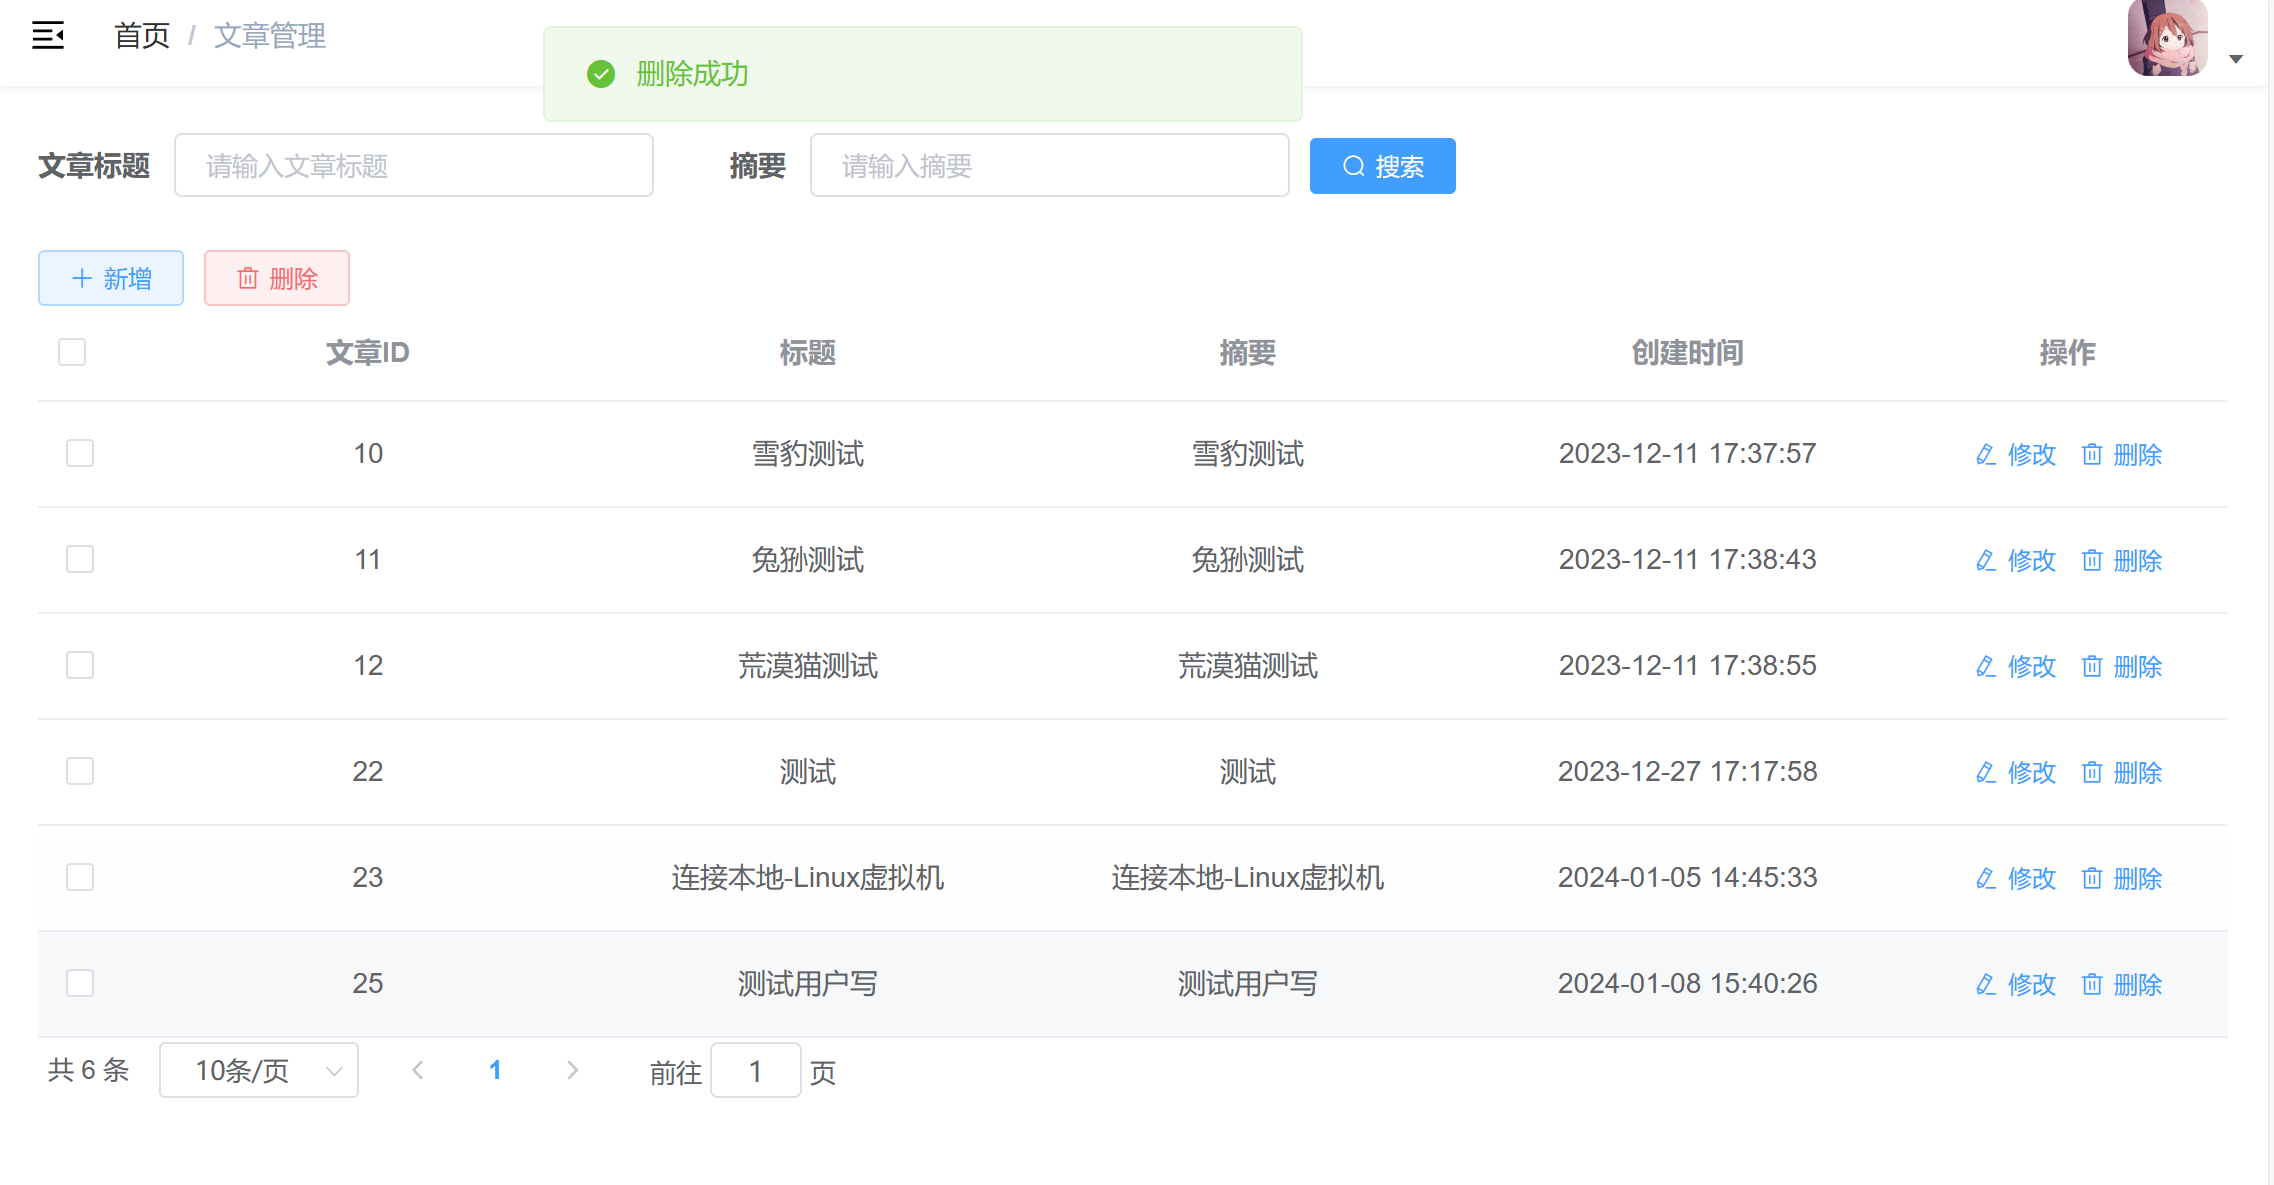 首页 / 文章管理
删除成功
文章标题 请输入文章标题 摘要 请输入摘要 搜索
新增 删除
文章ID 标题 摘要 创建时间 操作
10 雪豹测试 雪豹测试 2023-12-11 17:37:57 修改 删除
11 兔狲测试 兔狲测试 2023-12-11 17:38:43 修改 删除
12 荒漠猫测试 荒漠猫测试 2023-12-11 17:38:55 修改 删除
22 测试 测试 2023-12-27 17:17:58 修改 删除
23 连接本地-Linux虚拟机 连接本地-Linux虚拟机 2024-01-05 14:45:33 修改 删除
25 测试用户写 测试用户写 2024-01-08 15:40:26 修改 删除
共 6 条 10条/页 1 前往 1 页